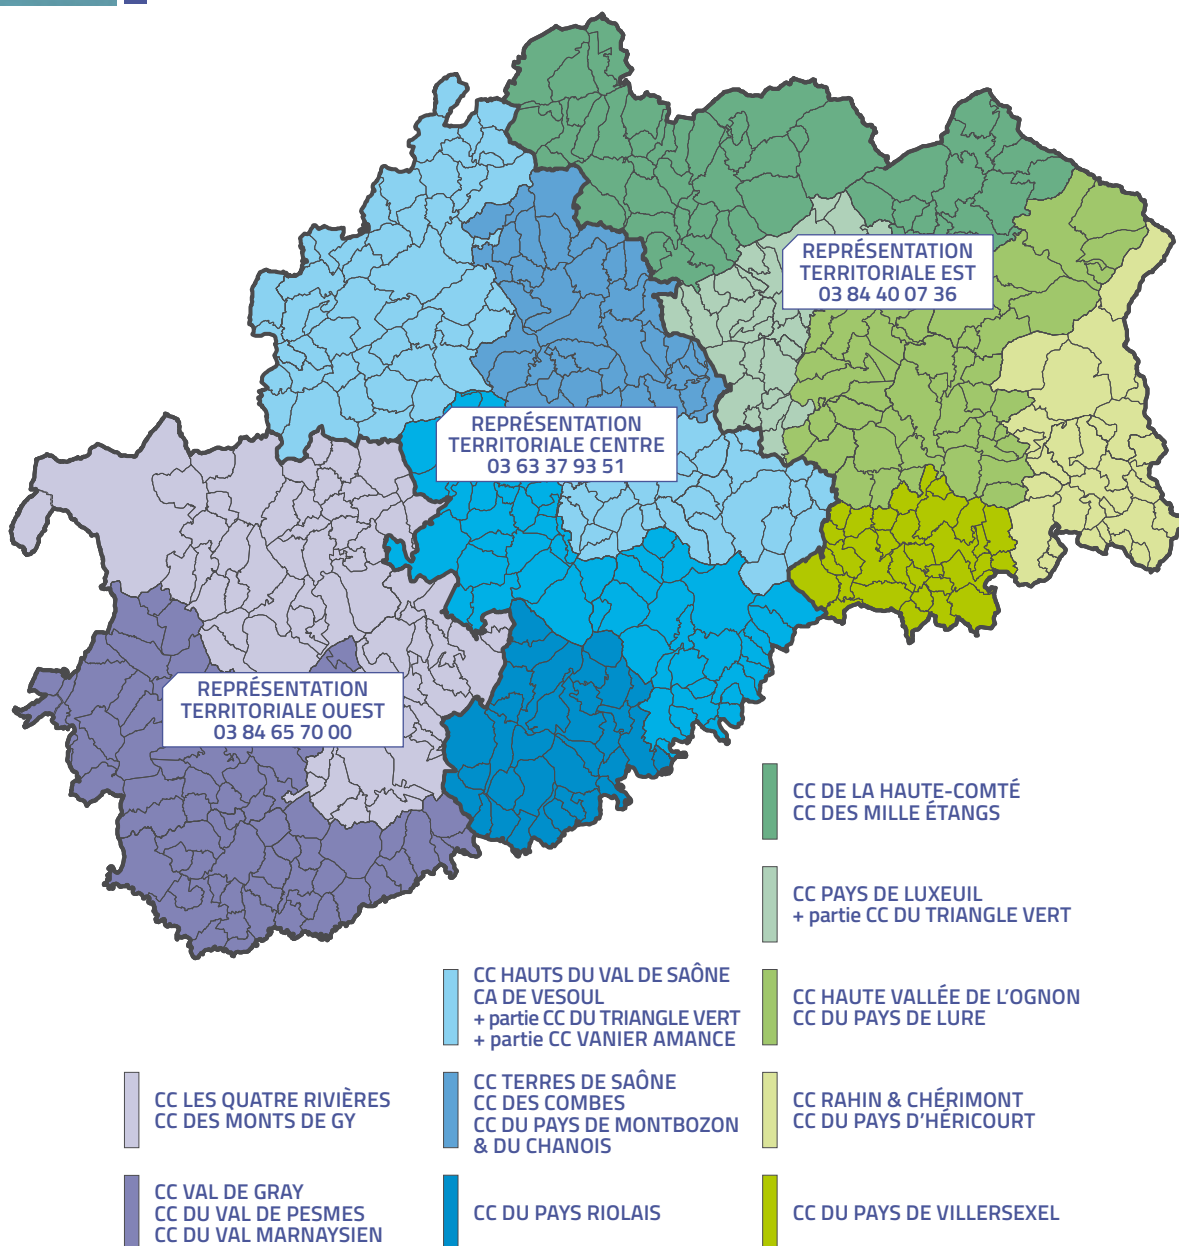 REPRÉSENTATION
TERRITORIALE EST
03 84 40 07 36
REPRÉSENTATION
TERRITORIALE CENTRE
03 63 37 93 51
REPRÉSENTATION
TERRITORIALE OUEST
03 84 65 70 00
CC DE LA HAUTE-COMTÉ
CC DES MILLE ÉTANGS
CC PAYS DE LUXEUIL
+ partie CC DU TRIANGLE VERT
CC HAUTS DU VAL DE SAÔNE
CA DE VESOUL
+ partie CC DU TRIANGLE VERT
+ partie CC VANIER AMANCE
CC HAUTE VALLÉE DE L'OGNON
CC DU PAYS DE LURE
CC LES QUATRE RIVIÈRES
CC DES MONTS DE GY
CC TERRES DE SAÔNE
CC DES COMBES
CC DU PAYS DE MONTBOZON
& DU CHANOIS
CC RAHIN & CHÉRIMONT
CC DU PAYS D'HÉRICOURT
CC VAL DE GRAY
CC DU VAL DE PESMES
CC DU VAL MARNAYSIEN
CC DU PAYS RIOLAIS
CC DU PAYS DE VILLERSEXEL